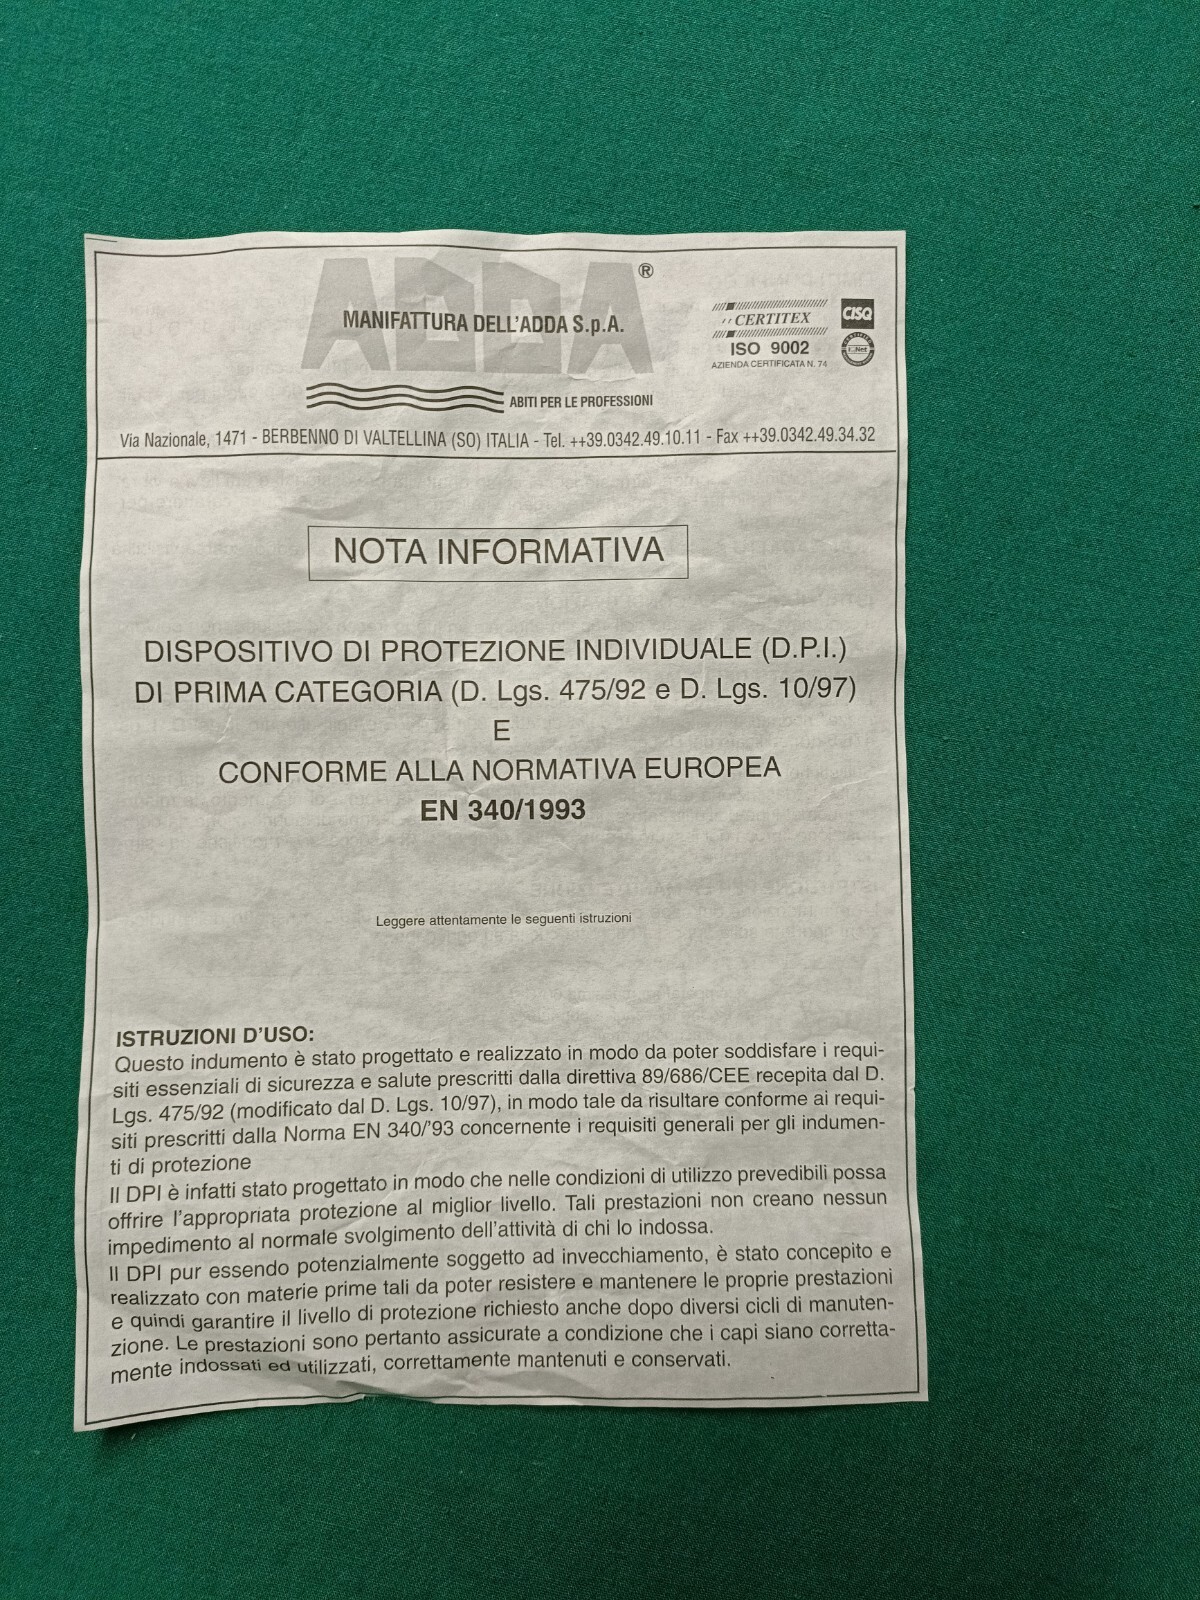 ADDA®
MANIFATTURA DELL'ADDA S.p.A.
ABITI PER LE PROFESSIONI
CERTITEX
ISO 9002
AZIENDA CERTIFICATA N. 74
CISQ
Via Nazionale, 1471 - BERBENNO DI VALTELLINA (SO) ITALIA - Tel. ++39.0342.49.10.11 - Fax ++39.0342.49.34.32
NOTA INFORMATIVA
DISPOSITIVO DI PROTEZIONE INDIVIDUALE (D.P.I.)
DI PRIMA CATEGORIA (D. Lgs. 475/92 e D. Lgs. 10/97)
E
CONFORME ALLA NORMATIVA EUROPEA
EN 340/1993
Leggere attentamente le seguenti istruzioni
ISTRUZIONI D'USO:
Questo indumento è stato progettato e realizzato in modo da poter soddisfare i requi-
siti essenziali di sicurezza e salute prescritti dalla direttiva 89/686/CEE recepita dal D.
Lgs. 475/92 (modificato dal D. Lgs. 10/97), in modo tale da risultare conforme ai requi-
siti prescritti dalla Norma EN 340/'93 concernente i requisiti generali per gli indumen-
ti di protezione
Il DPI è infatti stato progettato in modo che nelle condizioni di utilizzo prevedibili possa
offrire l'appropriata protezione al miglior livello. Tali prestazioni non creano nessun
impedimento al normale svolgimento dell'attività di chi lo indossa.
Il DPI pur essendo potenzialmente soggetto ad invecchiamento, è stato concepito e
realizzato con materie prime tali da poter resistere e mantenere le proprie prestazioni
e quindi garantire il livello di protezione richiesto anche dopo diversi cicli di manuten-
zione. Le prestazioni sono pertanto assicurate a condizione che i capi siano corretta-
mente indossati ed utilizzati, correttamente mantenuti e conservati.